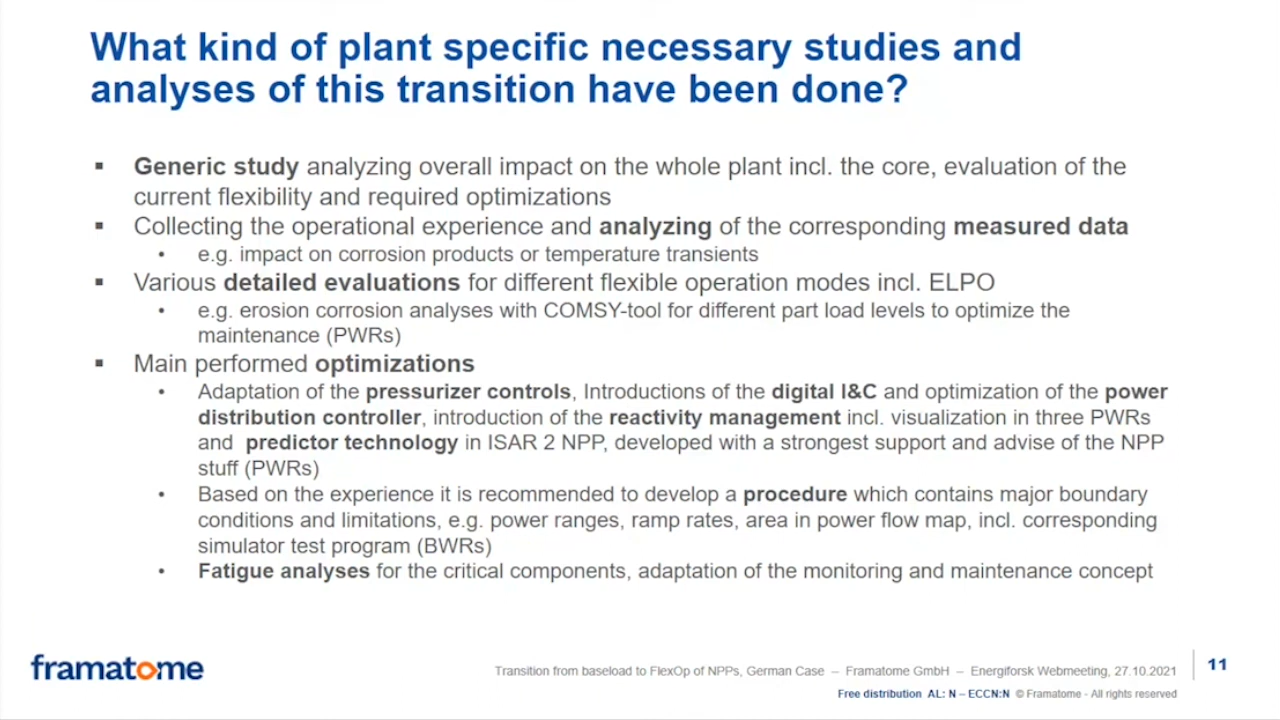 What kind of plant specific necessary studies and
analyses of this transition have been done?
▪ Generic study analyzing overall impact on the whole plant incl. the core, evaluation of the
current flexibility and required optimizations
▪ Collecting the operational experience and analyzing of the corresponding measured data
• e.g. impact on corrosion products or temperature transients
▪ Various detailed evaluations for different flexible operation modes incl. ELPO
• e.g. erosion corrosion analyses with COMSY-tool for different part load levels to optimize the
maintenance (PWRs)
▪ Main performed optimizations
• Adaptation of the pressurizer controls, Introductions of the digital I&C and optimization of the power
distribution controller, introduction of the reactivity management incl. visualization in three PWRs
and predictor technology in ISAR 2 NPP, developed with a strongest support and advise of the NPP
stuff (PWRs)
• Based on the experience it is recommended to develop a procedure which contains major boundary
conditions and limitations, e.g. power ranges, ramp rates, area in power flow map, incl. corresponding
simulator test program (BWRs)
• Fatigue analyses for the critical components, adaptation of the monitoring and maintenance concept
framatome
Transition from baseload to FlexOp of NPPs, German Case – Framatome GmbH – Energiforsk Webmeeting, 27.10.2021
11
Free distribution AL: N – ECCN:N © Framatome - All rights reserved